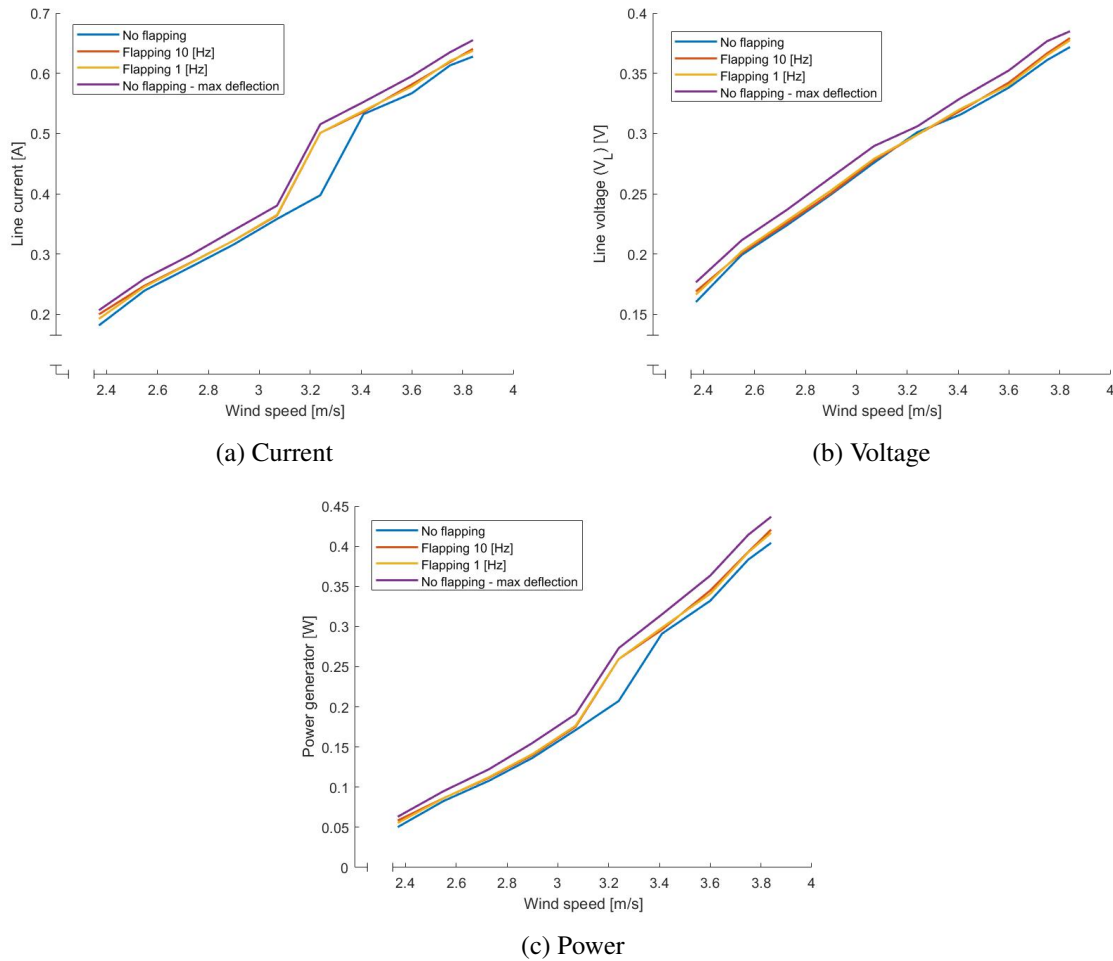 0.7
0.6
0.5
0.4
0.3
0.2
Line current [A]
No flapping
Flapping 10 [Hz]
Flapping 1 [Hz]
No flapping - max deflection
2.4 2.6 2.8 3 3.2 3.4 3.6 3.8 4
Wind speed [m/s]
(a) Current
0.4
0.35
0.3
0.25
0.2
0.15
Line voltage (V_L) [V]
No flapping
Flapping 10 [Hz]
Flapping 1 [Hz]
No flapping - max deflection
2.4 2.6 2.8 3 3.2 3.4 3.6 3.8 4
Wind speed [m/s]
(b) Voltage
0.45
0.4
0.35
0.3
0.25
0.2
0.15
0.1
0.05
0
Power generator [W]
No flapping
Flapping 10 [Hz]
Flapping 1 [Hz]
No flapping - max deflection
2.4 2.6 2.8 3 3.2 3.4 3.6 3.8 4
Wind speed [m/s]
(c) Power